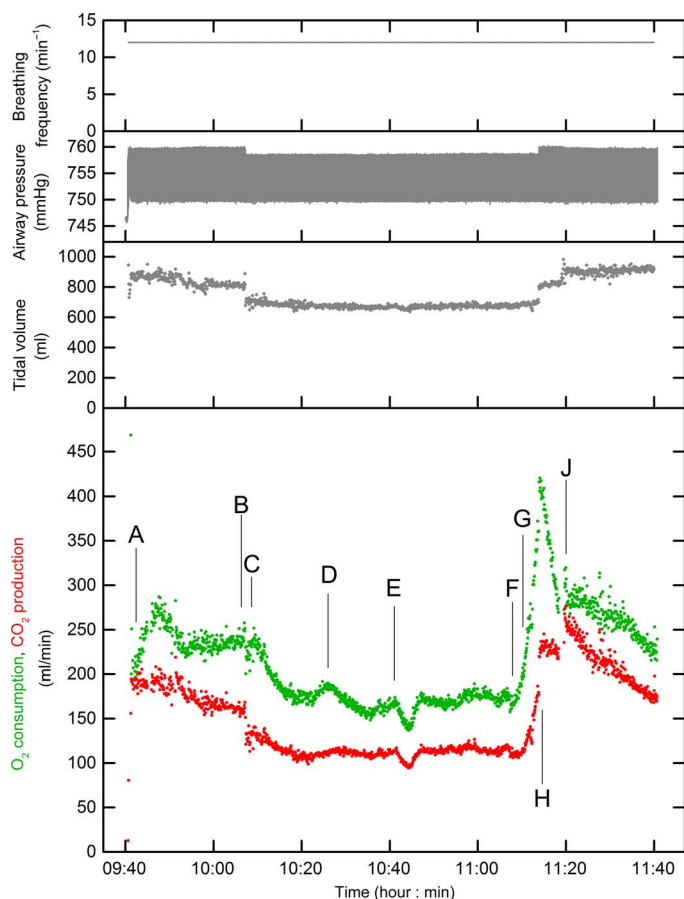 15
10
5
0
Breathing
frequency (min⁻¹)
760
755
750
745
Airway pressure
(mmHg)
1000
800
600
400
200
0
Tidal volume
(ml)
450
400
350
300
250
200
150
100
50
0
O₂ consumption, CO₂ production
(ml/min)
A
B
C
D
E
F
G
H
J
09:40
10:00
10:20
10:40
11:00
11:20
11:40
Time (hour : min)